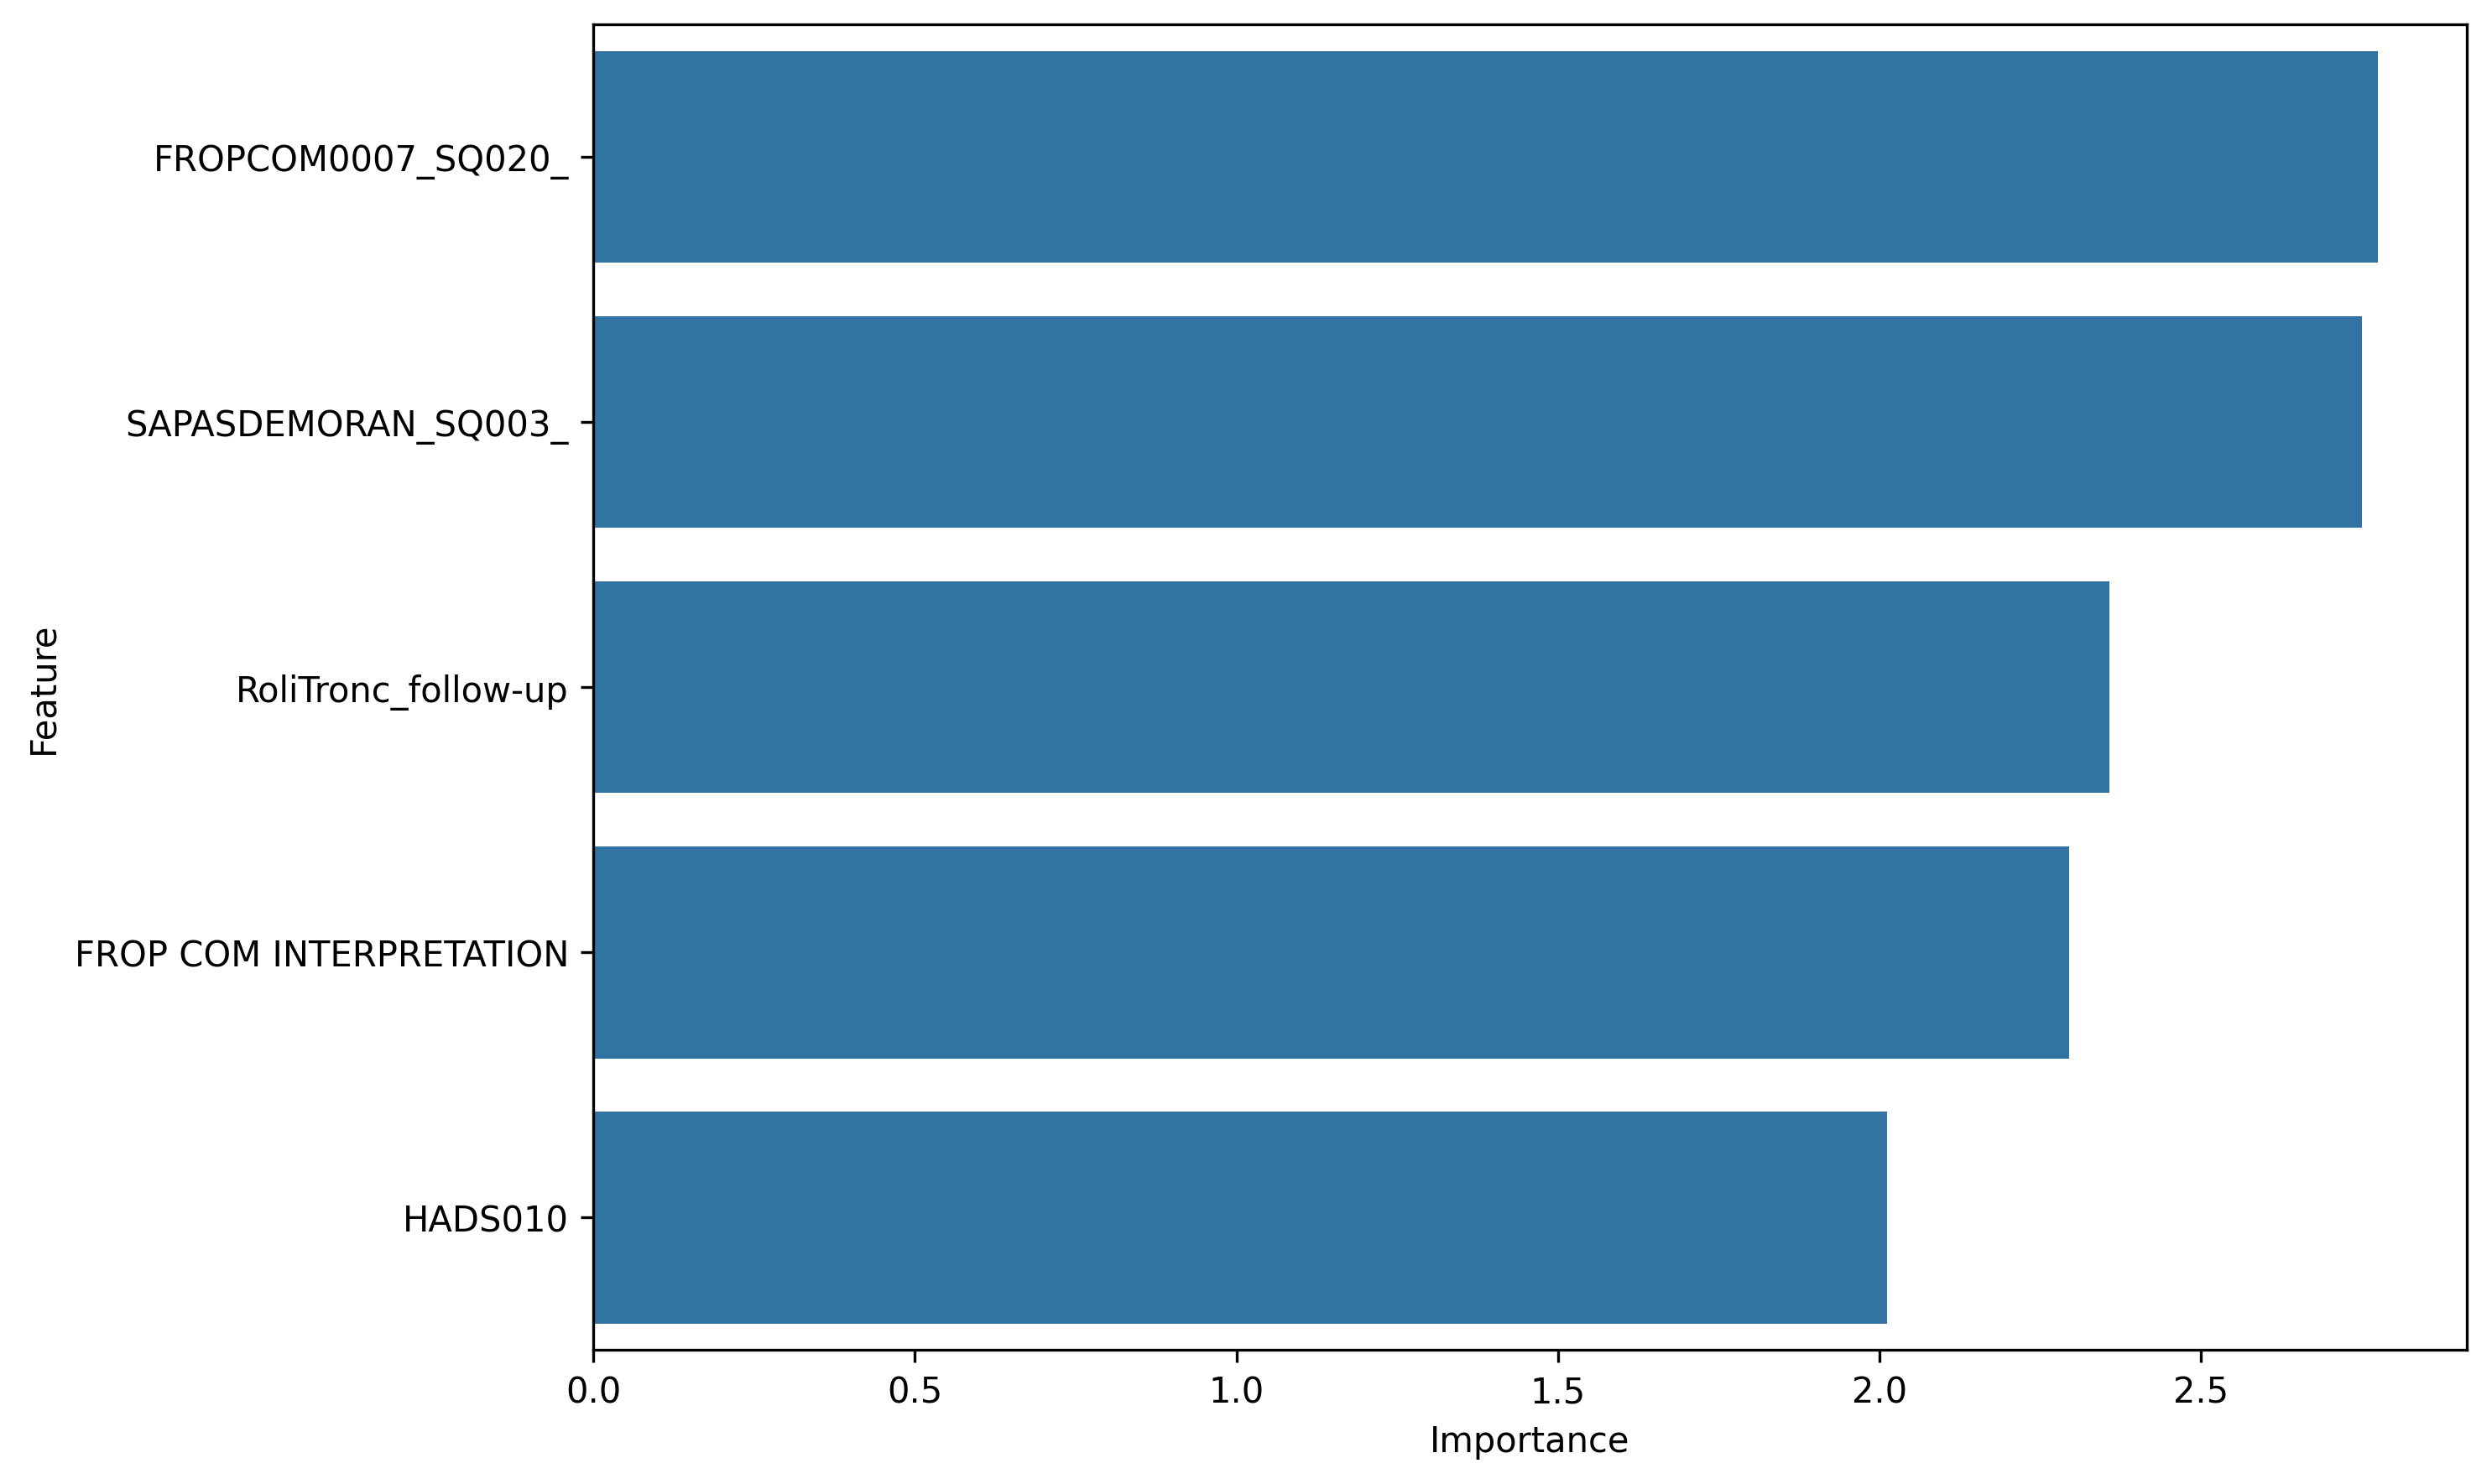 FROPCOM0007_SQ020_
SAPASDEMORAN_SQ003_
RoliTronc_follow-up
FROP COM INTERPRETATION
HADS010
Feature
0.0 0.5 1.0 1.5 2.0 2.5
Importance